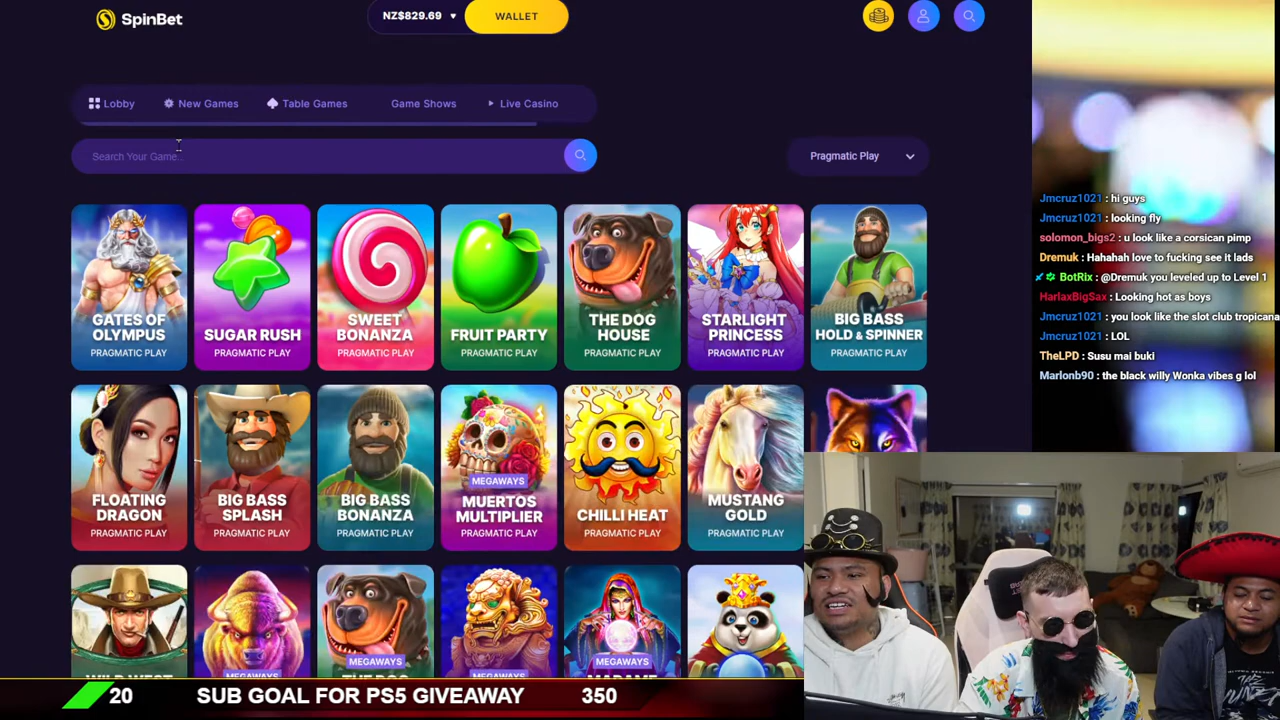 SpinBet
NZ$829.69
WALLET
Lobby
New Games
Table Games
Game Shows
Live Casino
Search Your Game...
Pragmatic Play
GATES OF
OLYMPUS
PRAGMATIC PLAY
SUGAR RUSH
PRAGMATIC PLAY
SWEET
BONANZA
PRAGMATIC PLAY
FRUIT PARTY
PRAGMATIC PLAY
THE DOG
HOUSE
PRAGMATIC PLAY
STARLIGHT
PRINCESS
PRAGMATIC PLAY
BIG BASS
HOLD & SPINNER
PRAGMATIC PLAY
FLOATING
DRAGON
PRAGMATIC PLAY
BIG BASS
SPLASH
PRAGMATIC PLAY
BIG BASS
BONANZA
PRAGMATIC PLAY
MEGAWAYS
MUERTOS
MULTIPLIER
PRAGMATIC PLAY
CHILLI HEAT
PRAGMATIC PLAY
MUSTANG
GOLD
PRAGMATIC PLAY
WILD WEST
MEGAWAYS
THE DOG
MEGAWAYS
MEGAWAYS
MADAME
Jmcruz1021 : hi guys
Jmcruz1021 : looking fly
solomon_bigs2 : u look like a corsican pimp
Dremuk : Hahahah love to fucking see it lads
BotRix : @Dremuk you leveled up to Level 1
HarlaxBigSax : Looking hot as boys
Jmcruz1021 : you look like the slot club tropicana
Jmcruz1021 : LOL
TheLPD : Susu mai buki
Marlonb90 : the black willy Wonka vibes g lol
20
SUB GOAL FOR PS5 GIVEAWAY
350